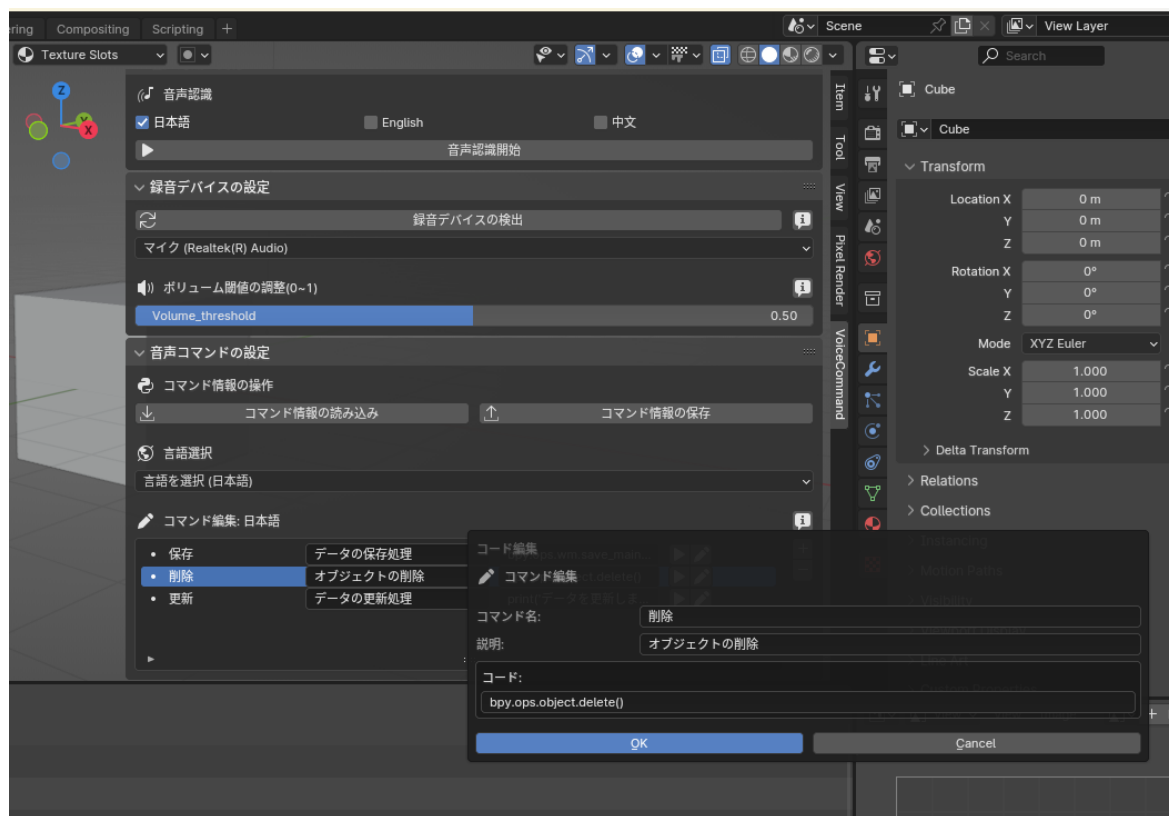 ring Compositing Scripting +
Scene
View Layer
Texture Slots
Search
Z
Y
X
音声認識
日本語 English 中文
音声認識開始
録音デバイスの設定
録音デバイスの検出
マイク (Realtek(R) Audio)
ボリューム閾値の調整(0~1)
Volume_threshold 0.50
音声コマンドの設定
コマンド情報の操作
コマンド情報の読み込み コマンド情報の保存
言語選択
言語を選択 (日本語)
コマンド編集: 日本語
保存 データの保存処理
削除 オブジェクトの削除
更新 データの更新処理
Item
Tool
View
Pixel Render
VoiceCommand
Cube
Cube
Transform
Location X 0 m
Y 0 m
Z 0 m
Rotation X 0°
Y 0°
Z 0°
Mode XYZ Euler
Scale X 1.000
Y 1.000
Z 1.000
Delta Transform
Relations
Collections
Instancing
Motion Paths
Visibility
コード編集
コマンド編集
コマンド名: 削除
説明: オブジェクトの削除
コード:
bpy.ops.object.delete()
OK Cancel